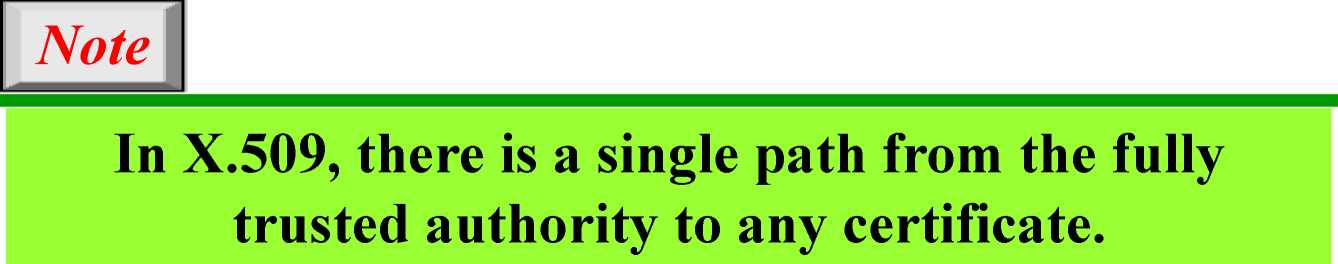 Note
In X.509, there is a single path from the fully
trusted authority to any certificate.